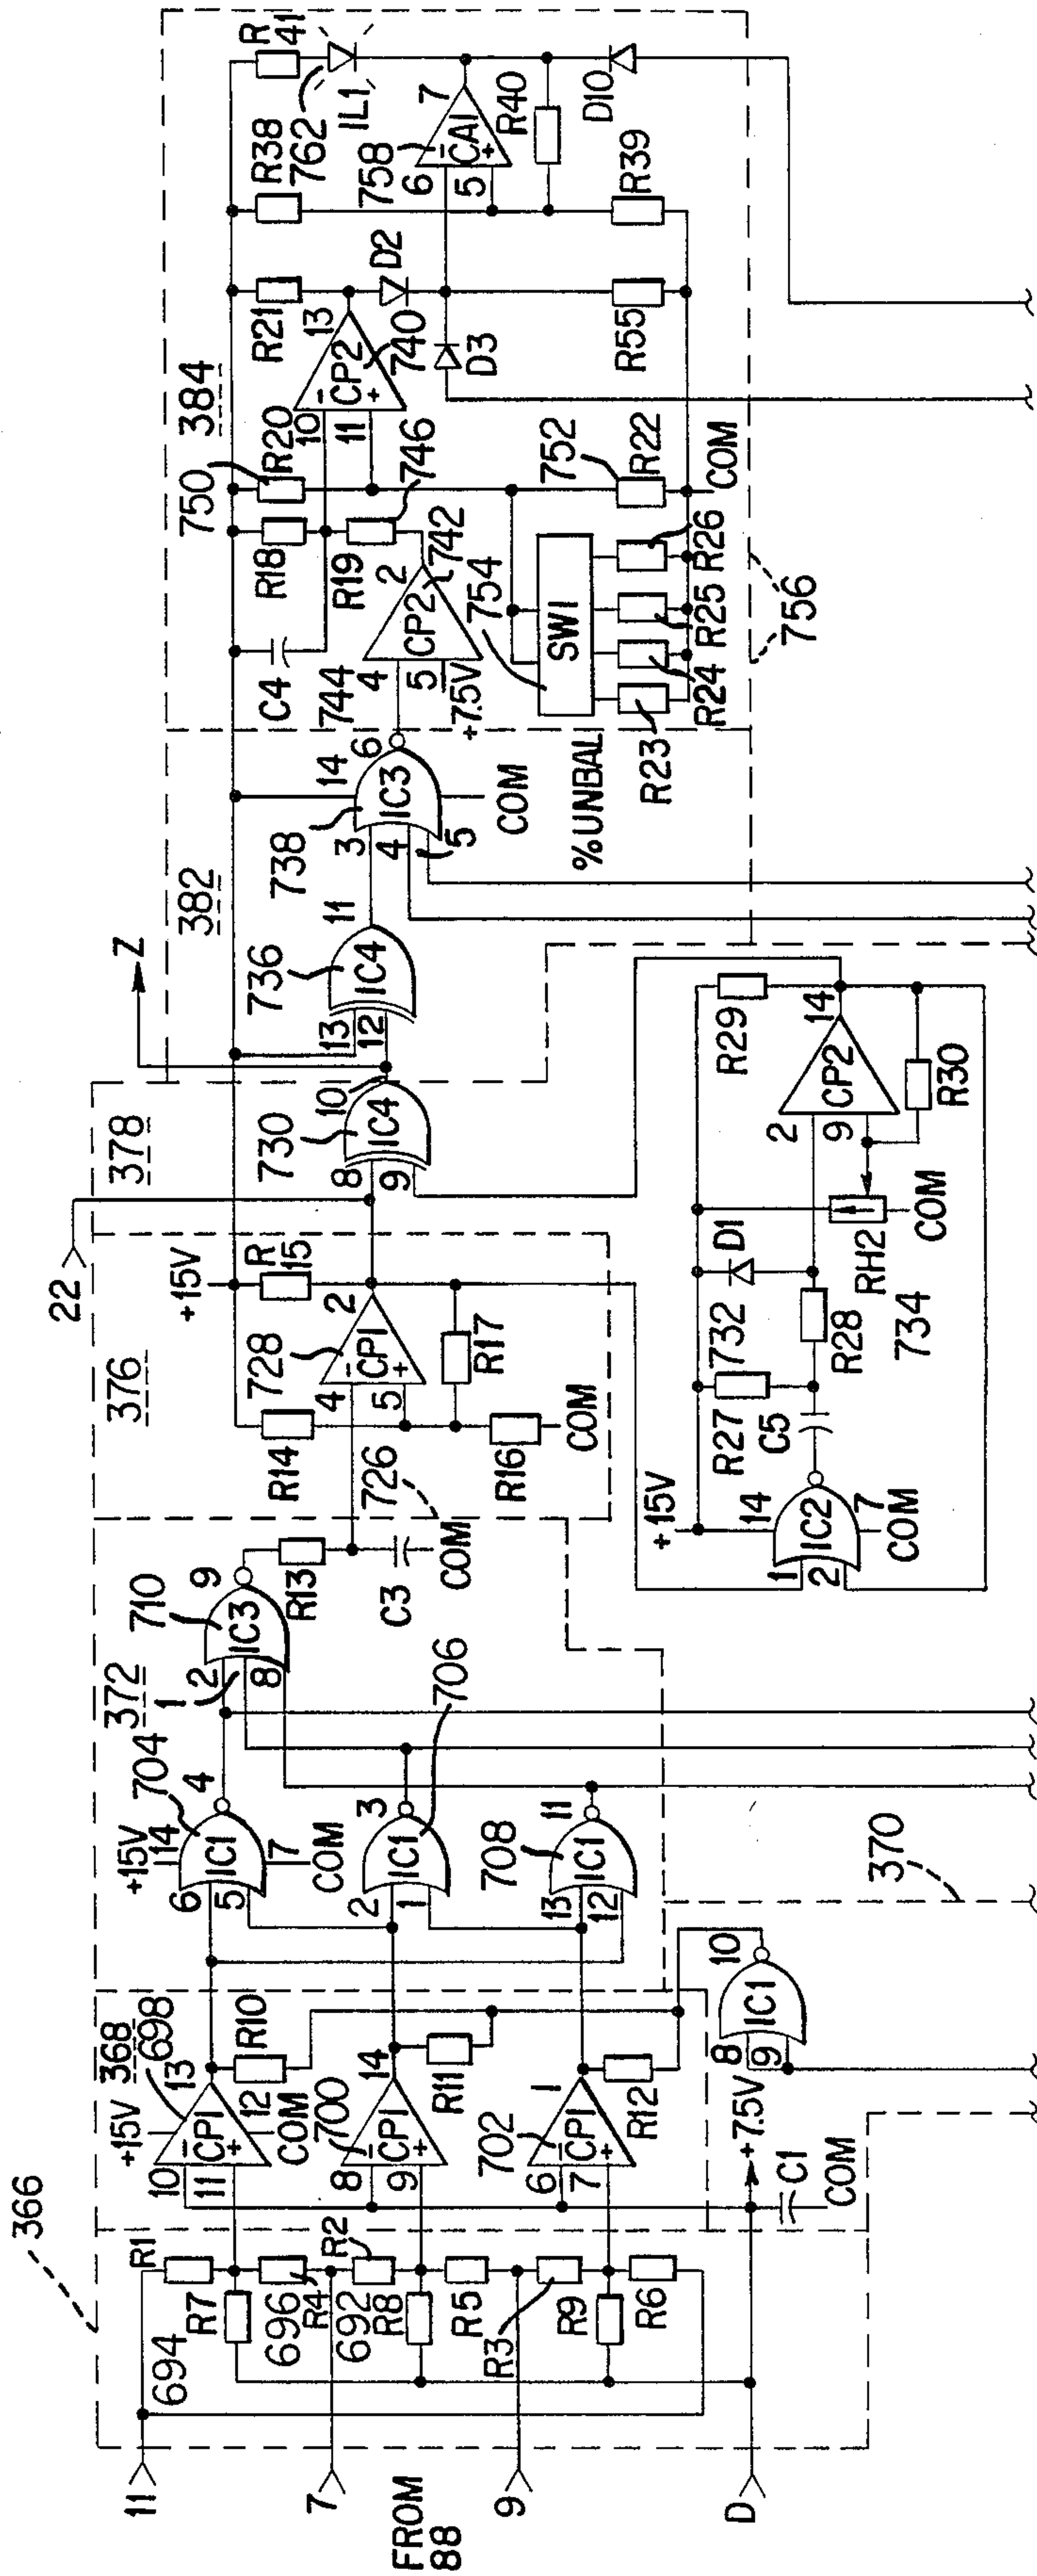 366
368
372
376
378
382
384
11
7
9
D
FROM
88
694
R1
R7
696
R4
692
R2
R8
R5
R3
R9
R6
+15V
698
10
11
13
CP1
12
COM
R10
700
8
9
14
CP1
R11
702
6
7
1
CP1
R12
+7.5V
C1
COM
8
9
10
IC1
370
+15V
704
14
6
5
4
IC1
7
COM
2
1
3
IC1
706
708
13
12
11
IC1
710
2
1
8
9
IC3
R13
C3
COM
726
R14
728
4
5
2
CP1
+15V
R
15
R17
R16
COM
22
730
8
9
10
IC4
Z
736
13
12
11
IC4
738
3
4
5
14
6
IC3
COM
+15V
14
1
2
IC2
7
COM
R27
732
C5
R28
D1
734
RH2
COM
2
9
14
CP2
R29
R30
% UNBAL
C4
744
4
5
+7.5V
2
CP2
742
R18
R19
746
750
R20
10
11
13
CP2
740
R21
D2
D3
R55
754
SW1
752
R22
COM
R23
R24
R25
R26
756
R38
762
R
41
IL1
758
6
5
7
CA1
R40
R39
D10